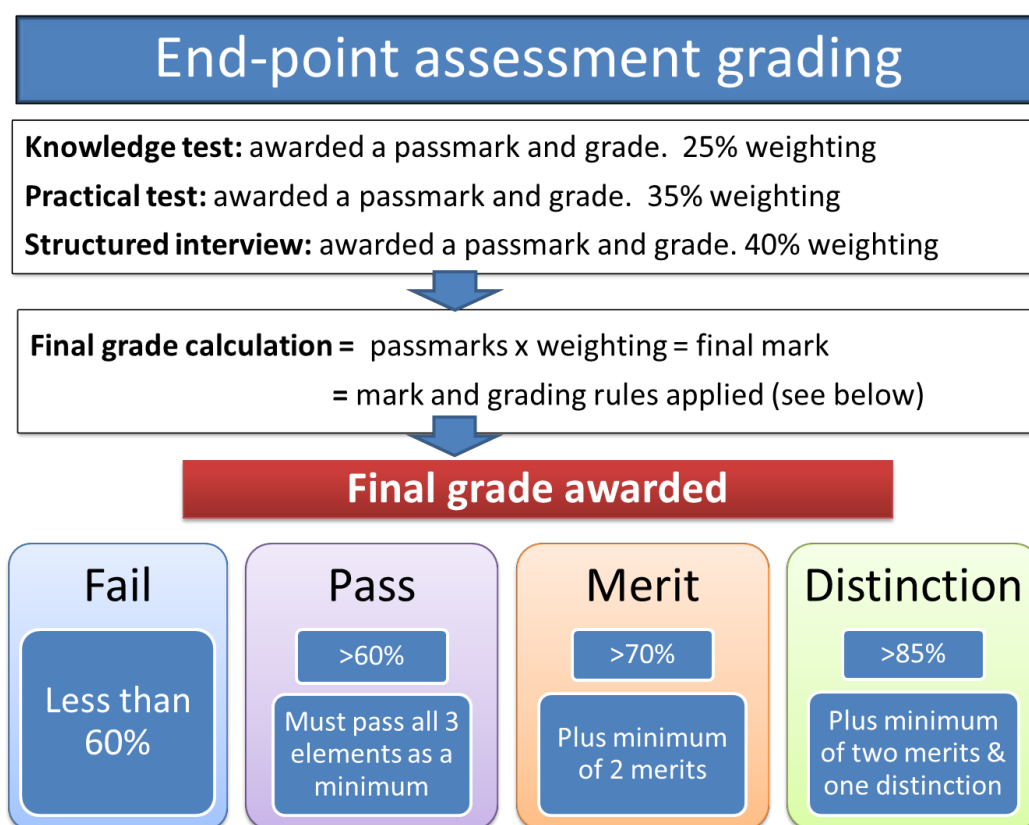 End-point assessment grading
Knowledge test: awarded a passmark and grade.  25% weighting
Practical test: awarded a passmark and grade.  35% weighting
Structured interview: awarded a passmark and grade. 40% weighting
Final grade calculation =  passmarks x weighting = final mark
= mark and grading rules applied (see below)
Final grade awarded
Fail
Less than
60%
Pass
>60%
Must pass all 3
elements as a
minimum
Merit
>70%
Plus minimum
of 2 merits
Distinction
>85%
Plus minimum
of two merits &
one distinction